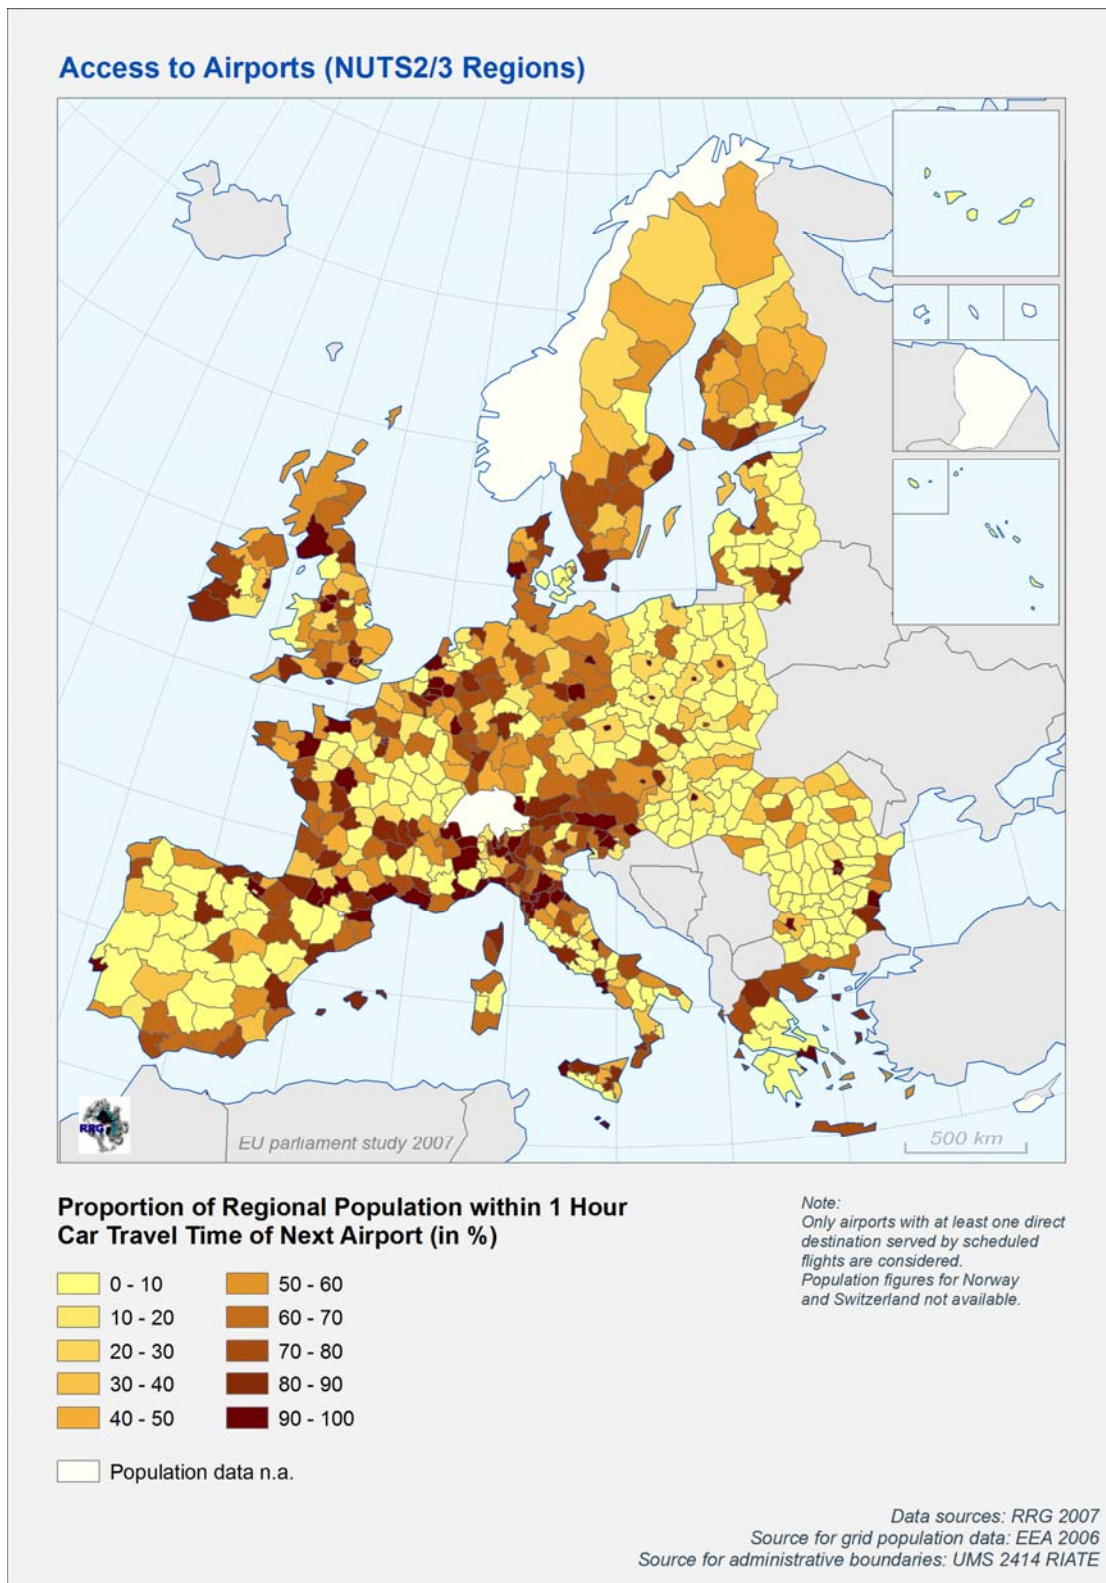 Access to Airports (NUTS2/3 Regions)
RRG
EU parliament study 2007
500 km
Proportion of Regional Population within 1 Hour
Car Travel Time of Next Airport (in %)
0 - 10
10 - 20
20 - 30
30 - 40
40 - 50
50 - 60
60 - 70
70 - 80
80 - 90
90 - 100
Population data n.a.
Note:
Only airports with at least one direct
destination served by scheduled
flights are considered.
Population figures for Norway
and Switzerland not available.
Data sources: RRG 2007
Source for grid population data: EEA 2006
Source for administrative boundaries: UMS 2414 RIATE